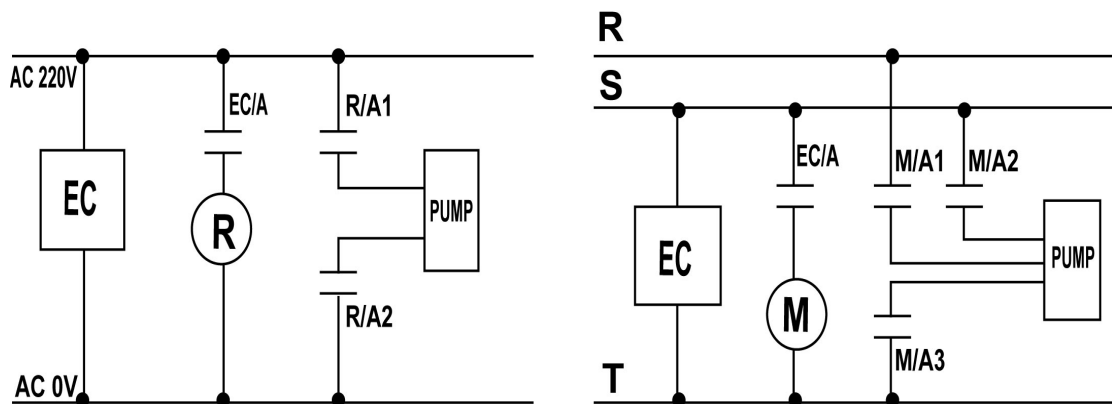 AC 220V
EC/A
R/A1
EC
R
PUMP
R/A2
AC 0V
R
S
EC/A
M/A1
M/A2
EC
PUMP
M
M/A3
T